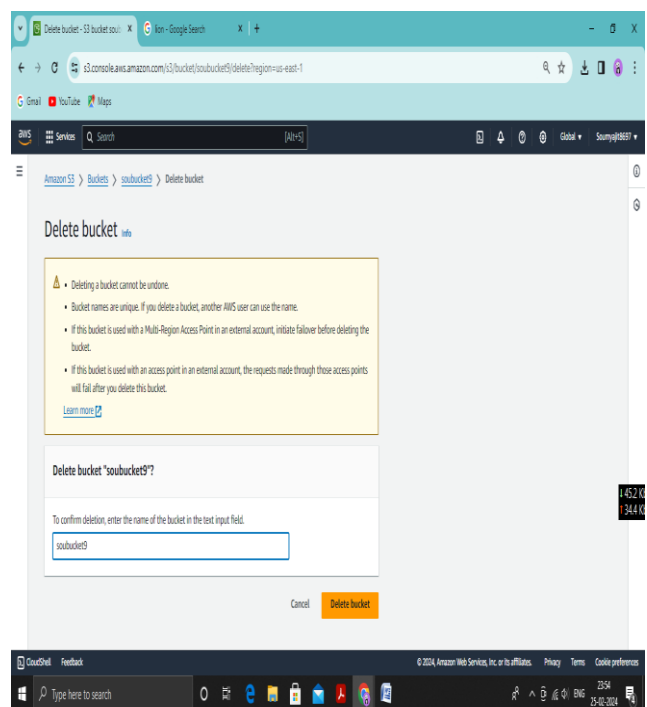 Delete bucket - S3 bucket soub X
lion - Google Search X +
s3.console.aws.amazon.com/s3/bucket/soubucket9/delete?region=us-east-1
Gmail YouTube Maps
aws Services Search [Alt+S] Global Soumyajit8697
Amazon S3 > Buckets > soubucket9 > Delete bucket
Delete bucket Info
• Deleting a bucket cannot be undone.
• Bucket names are unique. If you delete a bucket, another AWS user can use the name.
• If this bucket is used with a Multi-Region Access Point in an external account, initiate failover before deleting the
bucket.
• If this bucket is used with an access point in an external account, the requests made through those access points
will fail after you delete this bucket.
Learn more
Delete bucket "soubucket9"?
To confirm deletion, enter the name of the bucket in the text input field.
soubucket9
Cancel Delete bucket
↓ 45.2 K
↑ 34.4 K
CloudShell Feedback © 2024, Amazon Web Services, Inc. or its affiliates. Privacy Terms Cookie preferences
Type here to search ENG 23:54
25-02-2024